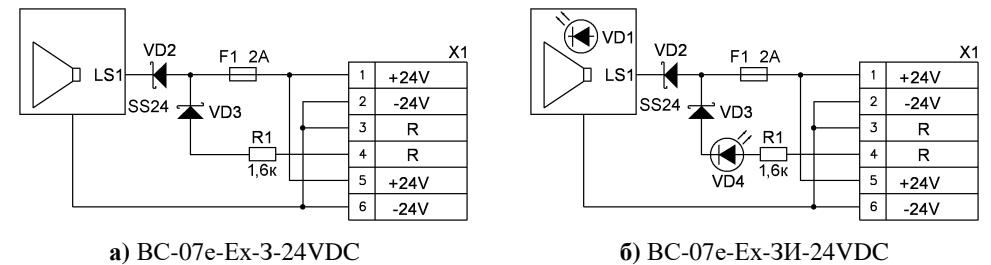 VD2 F1 2A X1
LS1 1 +24V
SS24 VD3 2 -24V
3 R
R1 4 R
1,6к 5 +24V
6 -24V
а) ВС-07е-Ех-З-24VDC
VD1
VD2 F1 2A X1
LS1 1 +24V
SS24 VD3 2 -24V
3 R
R1 4 R
VD4 1,6к 5 +24V
6 -24V
б) ВС-07е-Ех-ЗИ-24VDC